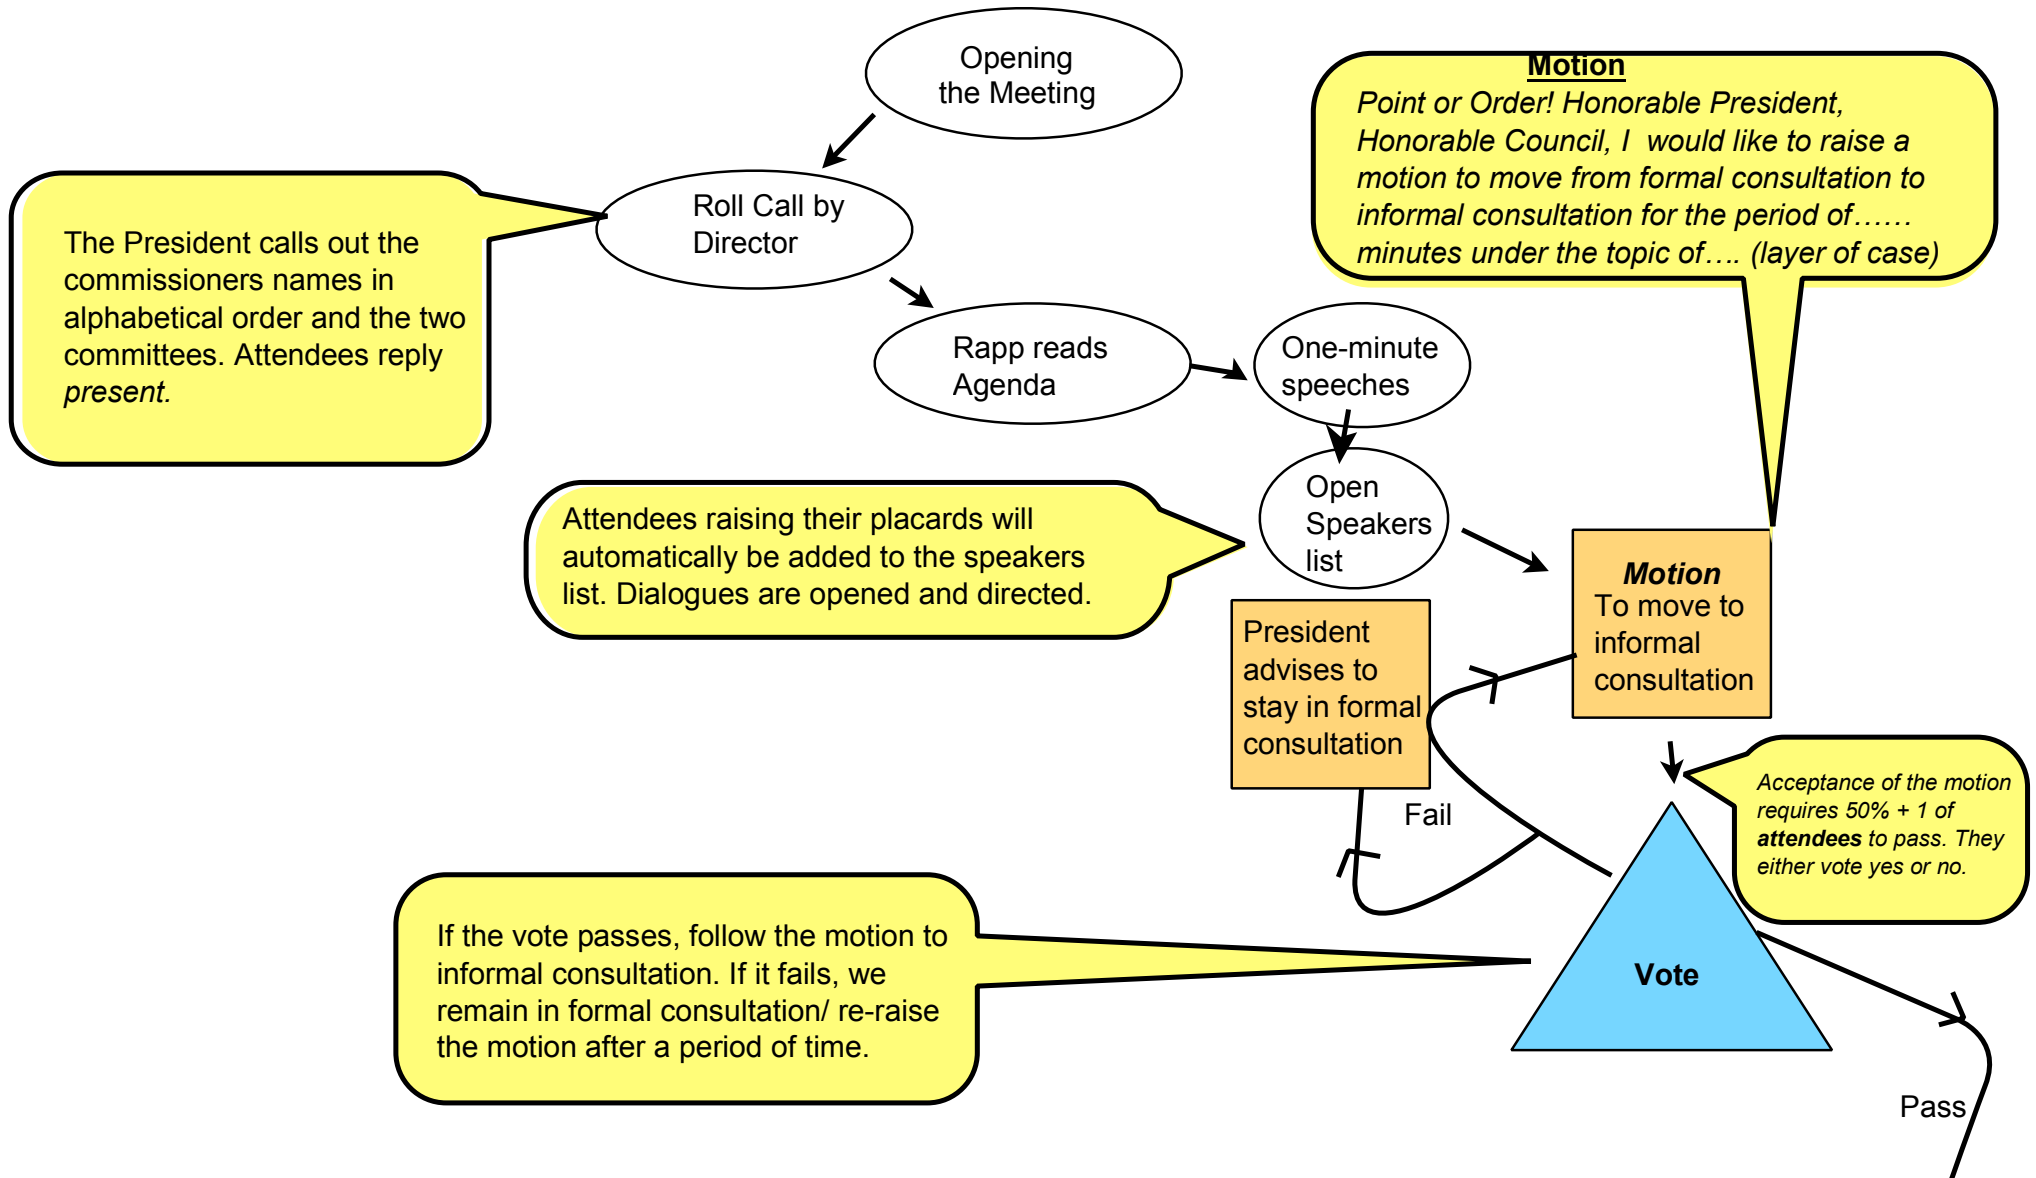 Opening
the Meeting
Motion
Point or Order! Honorable President,
Honorable Council, I  would like to raise a
motion to move from formal consultation to
informal consultation for the period of……
minutes under the topic of…. (layer of case)
Roll Call by
Director
The President calls out the
commissioners names in
alphabetical order and the two
committees. Attendees reply
present.
Rapp reads
Agenda
One-minute
speeches
Open
Speakers
list
Attendees raising their placards will
automatically be added to the speakers
list. Dialogues are opened and directed.
Motion
To move to
informal
consultation
President
advises to
stay in formal
consultation
Fail
Acceptance of the motion
requires 50% + 1 of
attendees to pass. They
either vote yes or no.
If the vote passes, follow the motion to
informal consultation. If it fails, we
remain in formal consultation/ re-raise
the motion after a period of time.
Vote
Pass